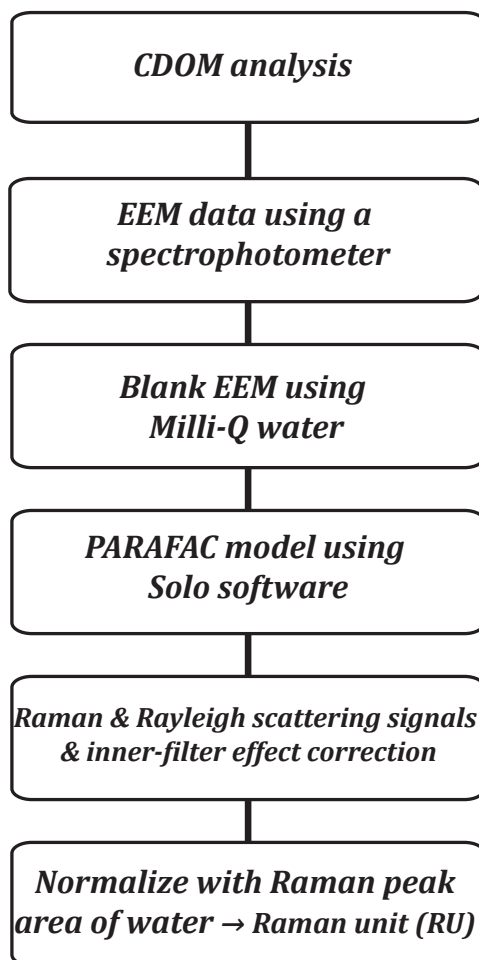 CDOM analysis
EEM data using a
spectrophotometer
Blank EEM using
Milli-Q water
PARAFAC model using
Solo software
Raman & Rayleigh scattering signals
& inner-filter effect correction
Normalize with Raman peak
area of water → Raman unit (RU)